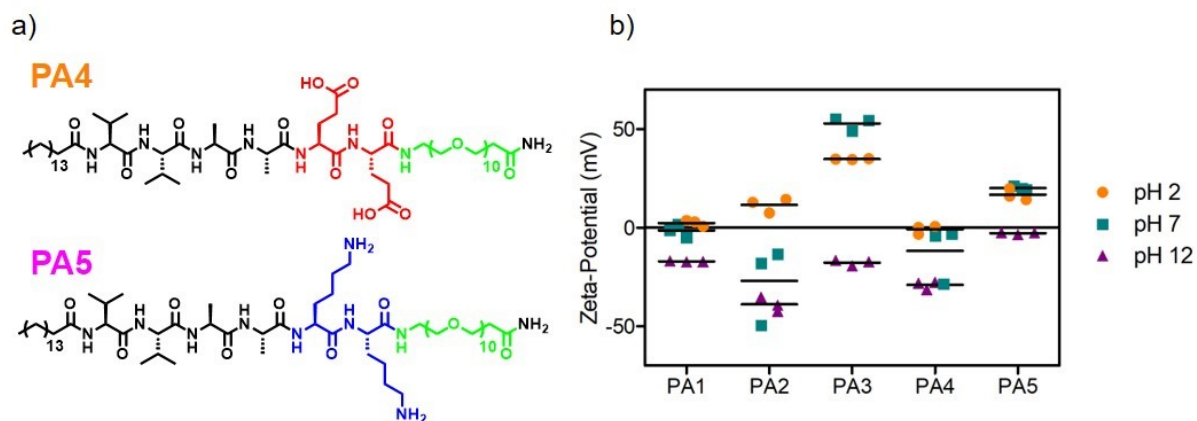 a)
PA4
HO
O
O
O
O
O
H
N
H
N
H
N
O
NH₂
13
N
H
O
N
H
O
N
H
O
N
H
10
O
HO
O
PA5
NH₂
O
O
O
O
H
N
H
N
H
N
O
NH₂
13
N
H
O
N
H
O
N
H
O
N
H
10
O
NH₂
b)
Zeta-Potential (mV)
50
0
-50
PA1 PA2 PA3 PA4 PA5
pH 2
pH 7
pH 12